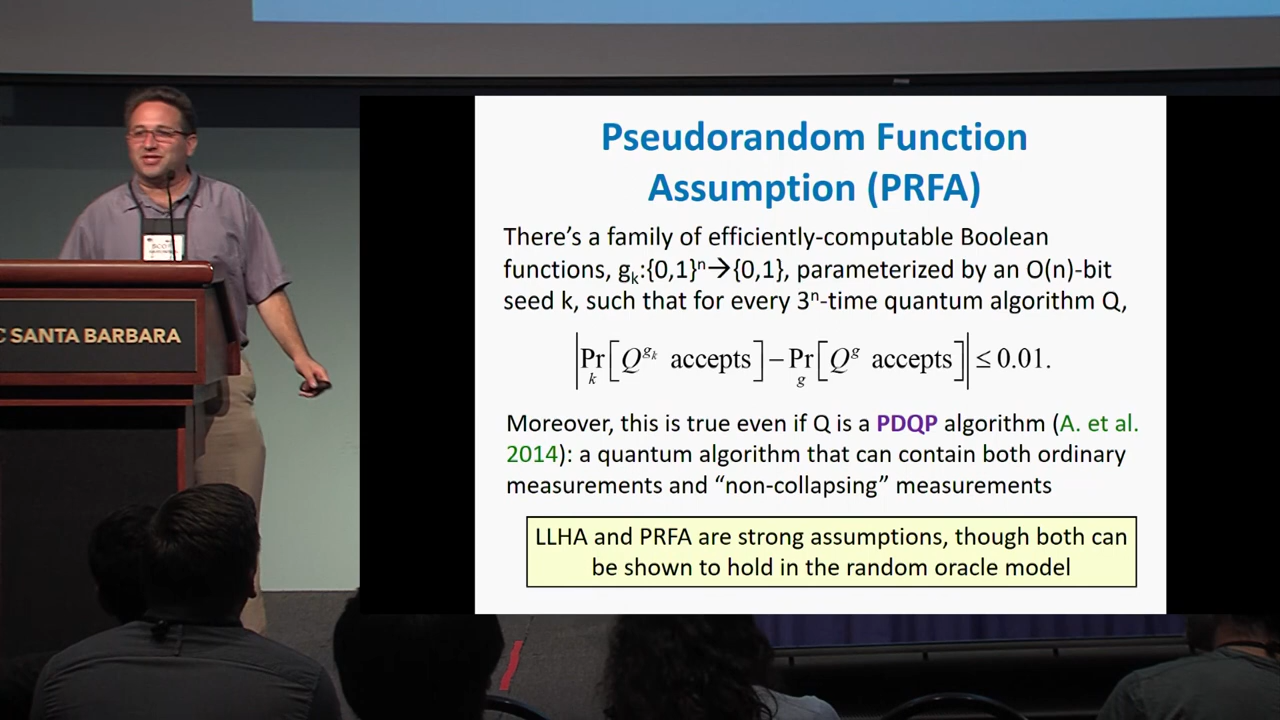 Pseudorandom Function
Assumption (PRFA)
There’s a family of efficiently-computable Boolean
functions, gₖ:{0,1}ⁿ→{0,1}, parameterized by an O(n)-bit
seed k, such that for every 3ⁿ-time quantum algorithm Q,
|Pr_k[Q^{g_k} accepts] − Pr_g[Q^g accepts]| ≤ 0.01.
Moreover, this is true even if Q is a PDQP algorithm (A. et al.
2014): a quantum algorithm that can contain both ordinary
measurements and “non-collapsing” measurements
LLHA and PRFA are strong assumptions, though both can
be shown to hold in the random oracle model
C SANTA BARBARA